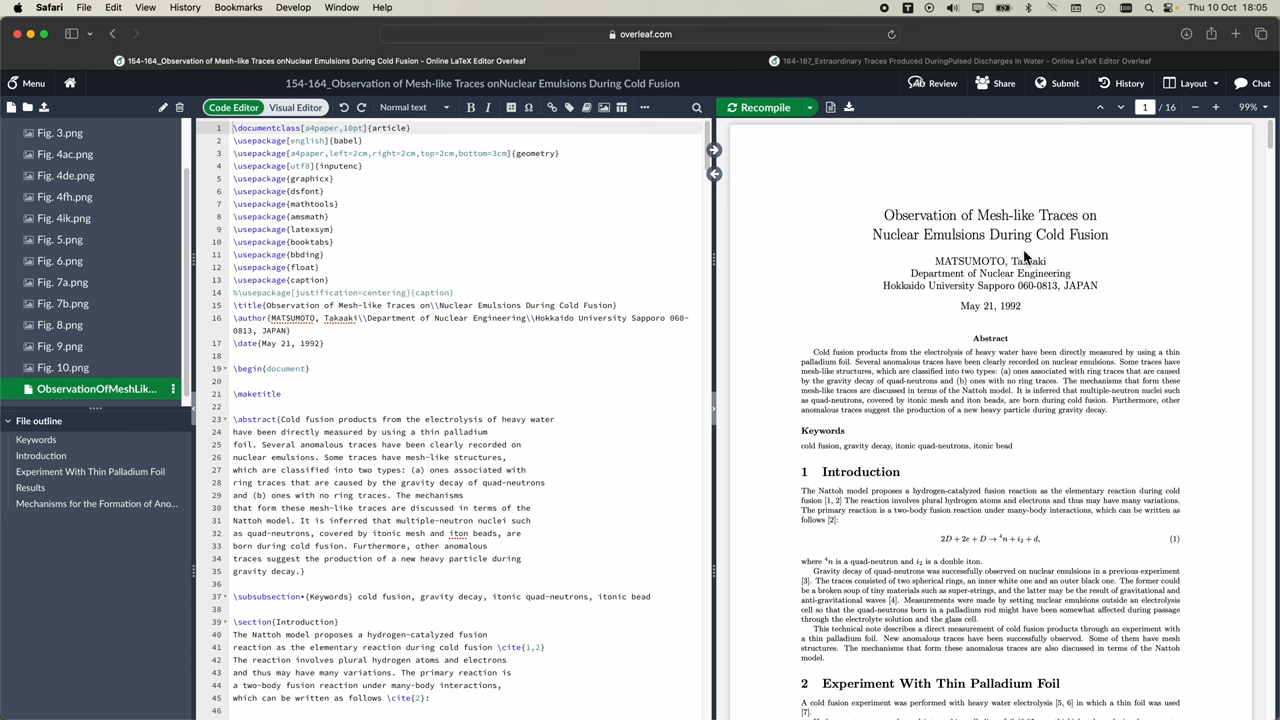 Safari File Edit View History Bookmarks Develop Window Help Thu 10 Oct 18:05
overleaf.com
154-164_Observation of Mesh-like Traces onNuclear Emulsions During Cold Fusion - Online LaTeX Editor Overleaf
184-187_Extraordinary Traces Produced DuringPulsed Discharges In Water - Online LaTeX Editor Overleaf
Menu 154-164_Observation of Mesh-like Traces onNuclear Emulsions During Cold Fusion Review Share Submit History Layout Chat
Code Editor Visual Editor Normal text B I Ω Recompile 1 / 16 99%
Fig. 3.png
Fig. 4ac.png
Fig. 4de.png
Fig. 4fh.png
Fig. 4ik.png
Fig. 5.png
Fig. 6.png
Fig. 7a.png
Fig. 7b.png
Fig. 8.png
Fig. 9.png
Fig. 10.png
ObservationOfMeshLik...
File outline
Keywords
Introduction
Experiment With Thin Palladium Foil
Results
Mechanisms for the Formation of Ano...
1 \documentclass[a4paper,10pt]{article}
2 \usepackage[english]{babel}
3 \usepackage[a4paper,left=2cm,right=2cm,top=2cm,bottom=3cm]{geometry}
4 \usepackage[utf8]{inputenc}
5 \usepackage{graphicx}
6 \usepackage{dsfont}
7 \usepackage{mathtools}
8 \usepackage{amsmath}
9 \usepackage{latexsym}
10 \usepackage{booktabs}
11 \usepackage{bbding}
12 \usepackage{float}
13 \usepackage{caption}
14 %\usepackage[justification=centering]{caption}
15 \title{Observation of Mesh-like Traces on\\Nuclear Emulsions During Cold Fusion}
16 \author{MATSUMOTO, Takaaki\\Department of Nuclear Engineering\\Hokkaido University Sapporo 060-
0813, JAPAN}
17 \date{May 21, 1992}
18
19 \begin{document}
20
21 \maketitle
22
23 \abstract{Cold fusion products from the electrolysis of heavy water
24 have been directly measured by using a thin palladium
25 foil. Several anomalous traces have been clearly recorded on
26 nuclear emulsions. Some traces have mesh-like structures,
27 which are classified into two types: (a) ones associated with
28 ring traces that are caused by the gravity decay of quad-neutrons
29 and (b) ones with no ring traces. The mechanisms
30 that form these mesh-like traces are discussed in terms of the
31 Nattoh model. It is inferred that multiple-neutron nuclei such
32 as quad-neutrons, covered by itonic mesh and iton beads, are
33 born during cold fusion. Furthermore, other anomalous
34 traces suggest the production of a new heavy particle during
35 gravity decay.}
36
37 \subsubsection*{Keywords} cold fusion, gravity decay, itonic quad-neutrons, itonic bead
38
39 \section{Introduction}
40 The Nattoh model proposes a hydrogen-catalyzed fusion
41 reaction as the elementary reaction during cold fusion \cite{1,2}
42 The reaction involves plural hydrogen atoms and electrons
43 and thus may have many variations. The primary reaction is
44 a two-body fusion reaction under many-body interactions,
45 which can be written as follows \cite{2}:
46
Observation of Mesh-like Traces on
Nuclear Emulsions During Cold Fusion
MATSUMOTO, Takaaki
Department of Nuclear Engineering
Hokkaido University Sapporo 060-0813, JAPAN
May 21, 1992
Abstract
Cold fusion products from the electrolysis of heavy water have been directly measured by using a thin
palladium foil. Several anomalous traces have been clearly recorded on nuclear emulsions. Some traces have
mesh-like structures, which are classified into two types: (a) ones associated with ring traces that are caused
by the gravity decay of quad-neutrons and (b) ones with no ring traces. The mechanisms that form these
mesh-like traces are discussed in terms of the Nattoh model. It is inferred that multiple-neutron nuclei such
as quad-neutrons, covered by itonic mesh and iton beads, are born during cold fusion. Furthermore, other
anomalous traces suggest the production of a new heavy particle during gravity decay.
Keywords
cold fusion, gravity decay, itonic quad-neutrons, itonic bead
1 Introduction
The Nattoh model proposes a hydrogen-catalyzed fusion reaction as the elementary reaction during cold
fusion [1, 2] The reaction involves plural hydrogen atoms and electrons and thus may have many variations.
The primary reaction is a two-body fusion reaction under many-body interactions, which can be written as
follows [2]:
2D + 2e + D → ⁴n + i₂ + d, (1)
where ⁴n is a quad-neutron and i₂ is a double iton.
Gravity decay of quad-neutrons was successfully observed on nuclear emulsions in a previous experiment
[3]. The traces consisted of two spherical rings, an inner white one and an outer black one. The former could
be a broken soup of tiny materials such as super-strings, and the latter may be the result of gravitational and
anti-gravitational waves [4]. Measurements were made by setting nuclear emulsions outside an electrolysis
cell so that the quad-neutrons born in a palladium rod might have been somewhat affected during passage
through the electrolyte solution and the glass cell.
This technical note describes a direct measurement of cold fusion products through an experiment with
a thin palladium foil. New anomalous traces have been successfully observed. Some of them have mesh
structures. The mechanisms that form these anomalous traces are also discussed in terms of the Nattoh
model.
2 Experiment With Thin Palladium Foil
A cold fusion experiment was performed with heavy water electrolysis [5, 6] in which a thin foil was used
[7].